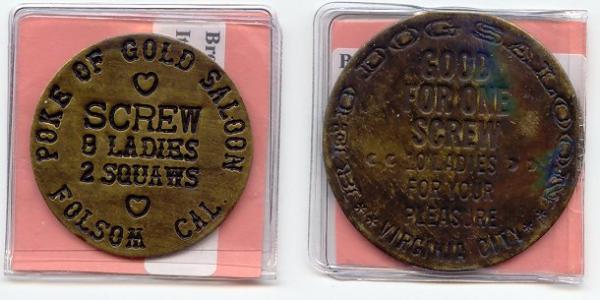 POKE OF GOLD SALOON
SCREW
8 LADIES
2 SQUAWS
FOLSOM CAL.
RED DOG SALOON
GOOD
FOR ONE
SCREW
10 LADIES
FOR YOUR
PLEASURE
VIRGINIA CITY